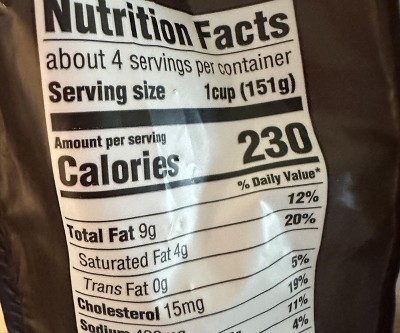 Nutrition Facts
about 4 servings per container
Serving size 1cup (151g)
Amount per serving
Calories 230
% Daily Value*
Total Fat 9g 12%
Saturated Fat 4g 20%
Trans Fat 0g
Cholesterol 15mg 5%
Sodium 19%
11%
4%